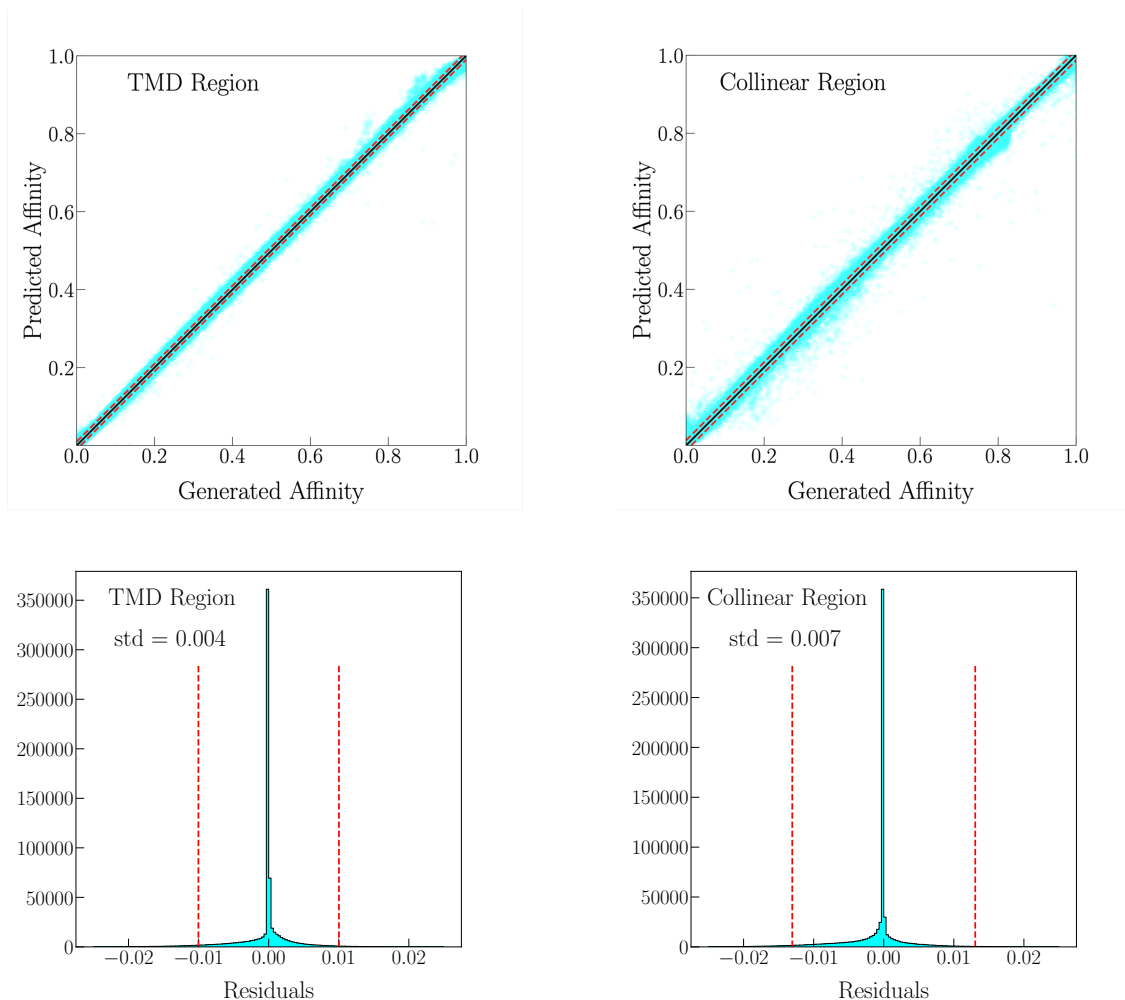 1.0
TMD Region
0.8
0.6
0.4
0.2
Predicted Affinity
0.0 0.2 0.4 0.6 0.8 1.0
Generated Affinity
1.0
Collinear Region
0.8
0.6
0.4
0.2
Predicted Affinity
0.0 0.2 0.4 0.6 0.8 1.0
Generated Affinity
TMD Region
std = 0.004
350000
300000
250000
200000
150000
100000
50000
0
−0.02 −0.01 0.00 0.01 0.02
Residuals
Collinear Region
std = 0.007
350000
300000
250000
200000
150000
100000
50000
0
−0.02 −0.01 0.00 0.01 0.02
Residuals